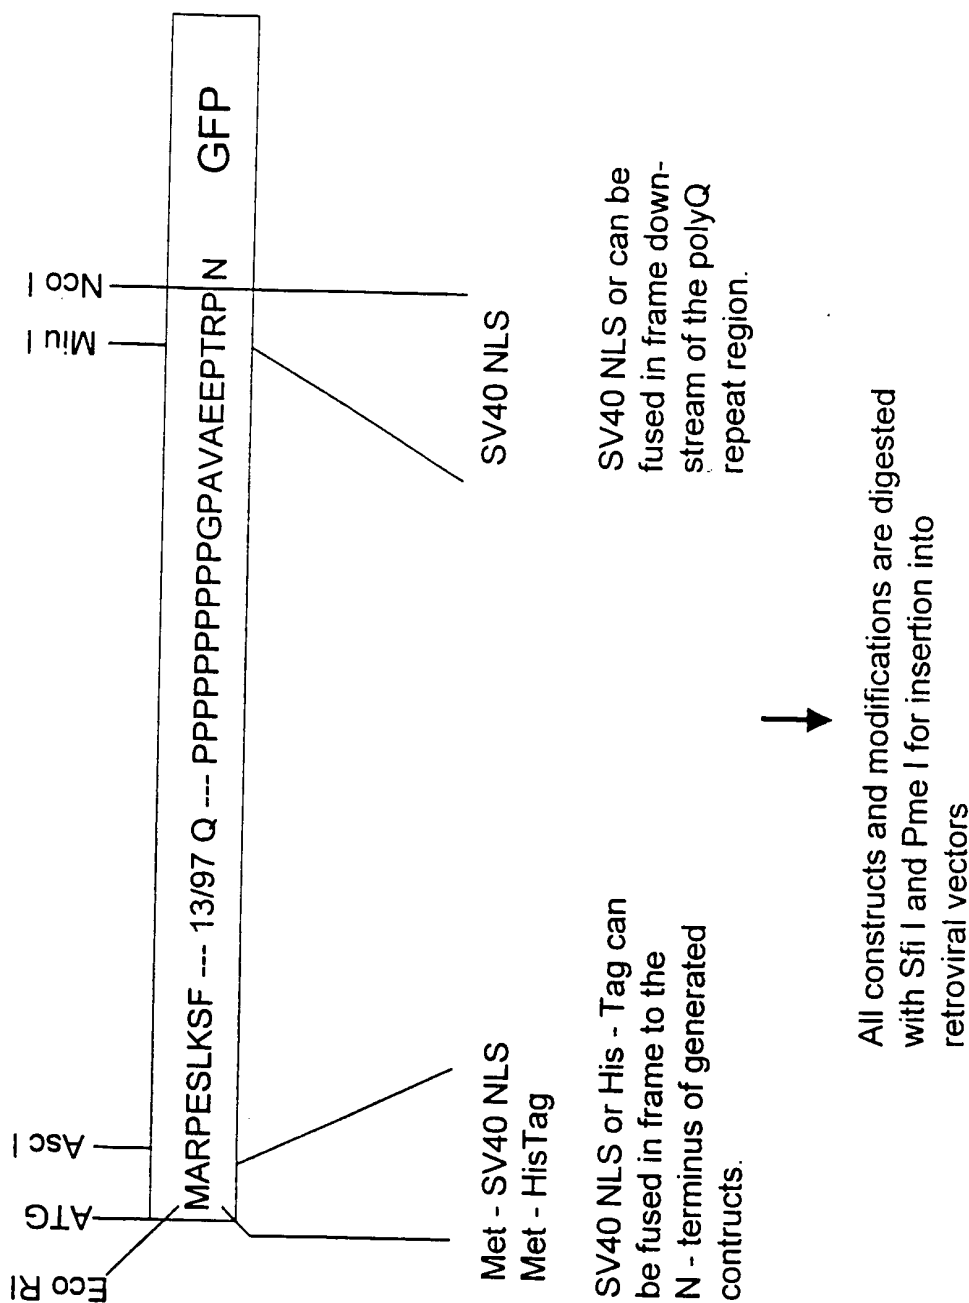 Eco RI
ATG
Asc I
Mlu I
Nco I
MARPESLKSF --- 13/97 Q --- PPPPPPPPPPPGPAVAEEPTRP N GFP
Met - SV40 NLS
Met - HisTag
SV40 NLS or His - Tag can
be fused in frame to the
N - terminus of generated
contructs.
SV40 NLS
SV40 NLS or can be
fused in frame down-
stream of the polyQ
repeat region.
All constructs and modifications are digested
with Sfi I and Pme I for insertion into
retroviral vectors